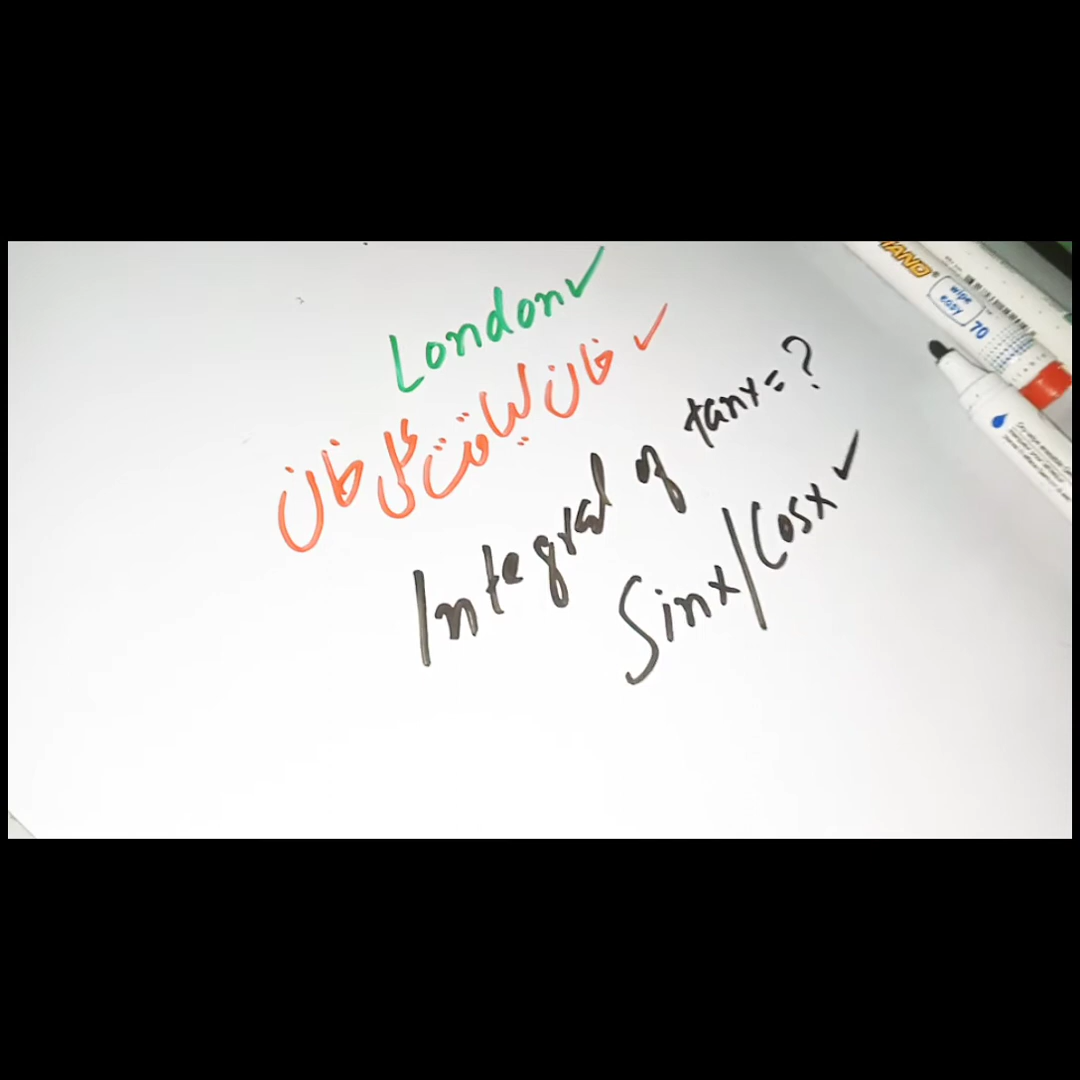 London✓
خان لیاقت علی خان ✓
Integral of tanx=?
Sinx/Cosx ✓
wipe
easy
70